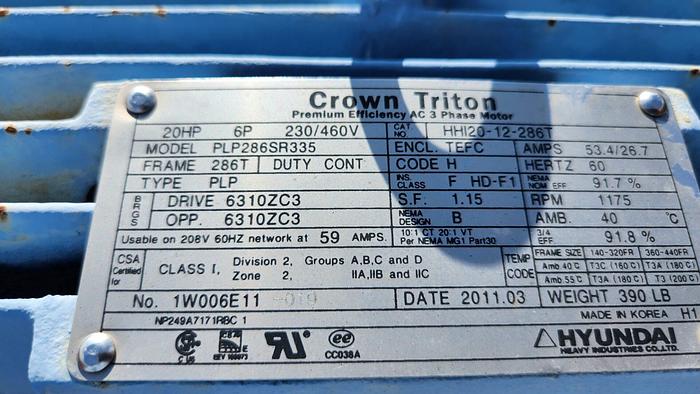 Crown Triton
Premium Efficiency AC 3 Phase Motor
20HP 6P 230/460V CAT NO HHI20-12-286T
MODEL PLP286SR335 ENCL. TEFC AMPS 53.4/26.7
FRAME 286T DUTY CONT CODE H HERTZ 60
TYPE PLP INS. CLASS F HD-F1 NEMA NOM EFF 91.7 %
BRGS DRIVE 6310ZC3 S.F. 1.15 RPM 1175
OPP. 6310ZC3 NEMA DESIGN B AMB. 40 °C
Usable on 208V 60HZ network at 59 AMPS. 10:1 CT 20:1 VT Per NEMA MG1 Part30 3/4 EFF. 91.8 %
CSA Certified for CLASS I, Division 2, Groups A,B,C and D TEMP CODE FRAME SIZE 140-320FR 360-440FR
Zone 2, IIA,IIB and IIC Amb 40°C T3C (160°C) T3A (180°C)
Amb 55°C T3A (180°C) T3 (200°C)
No. 1W006E11 -019 DATE 2011.03 WEIGHT 390 LB
NP249A7171RBC 1 MADE IN KOREA H1
C US EEV 100073 UR ee CC038A HYUNDAI
HEAVY INDUSTRIES CO.,LTD.